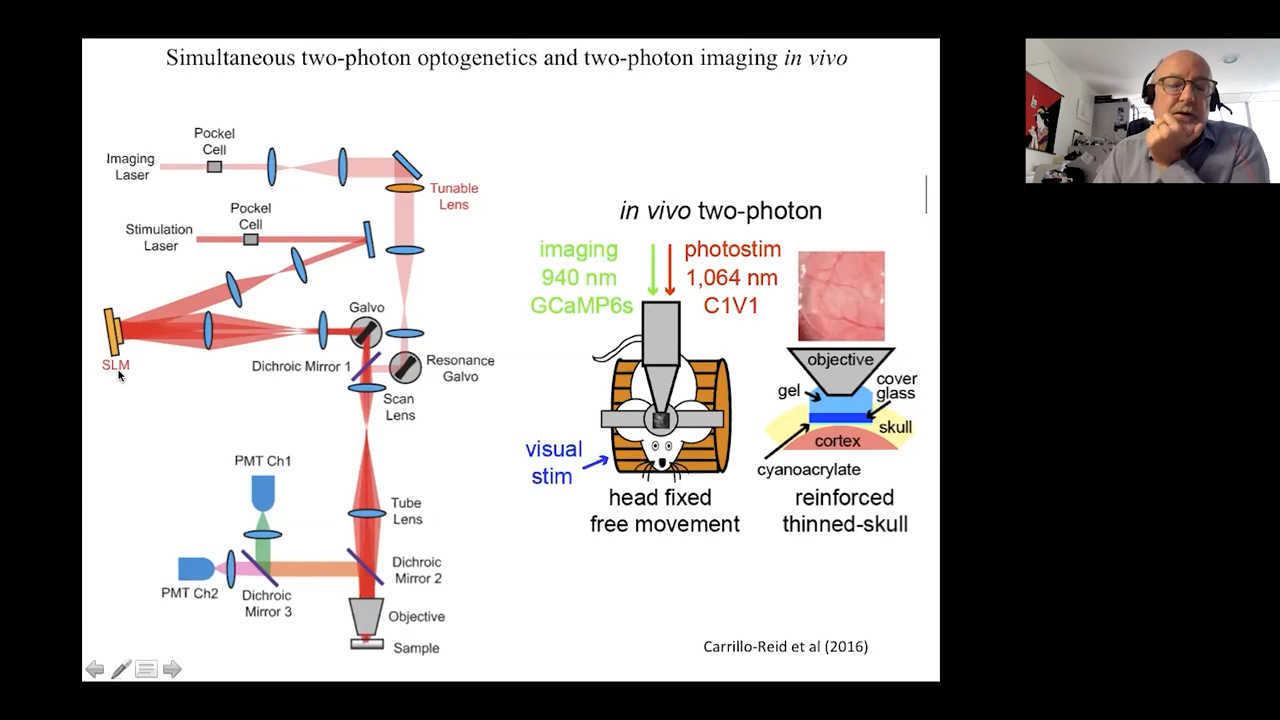 Simultaneous two-photon optogenetics and two-photon imaging in vivo
Pocket
Cell
Imaging
Laser
Tunable
Lens
Pockel
Cell
Stimulation
Laser
Galvo
SLM
Dichroic Mirror 1
Resonance
Galvo
Scan
Lens
PMT Ch1
Tube
Lens
PMT Ch2
Dichroic
Mirror 3
Dichroic
Mirror 2
Objective
Sample
in vivo two-photon
imaging
940 nm
GCaMP6s
photostim
1,064 nm
C1V1
visual
stim
head fixed
free movement
objective
gel
cover
glass
skull
cortex
cyanoacrylate
reinforced
thinned-skull
Carrillo-Reid et al (2016)